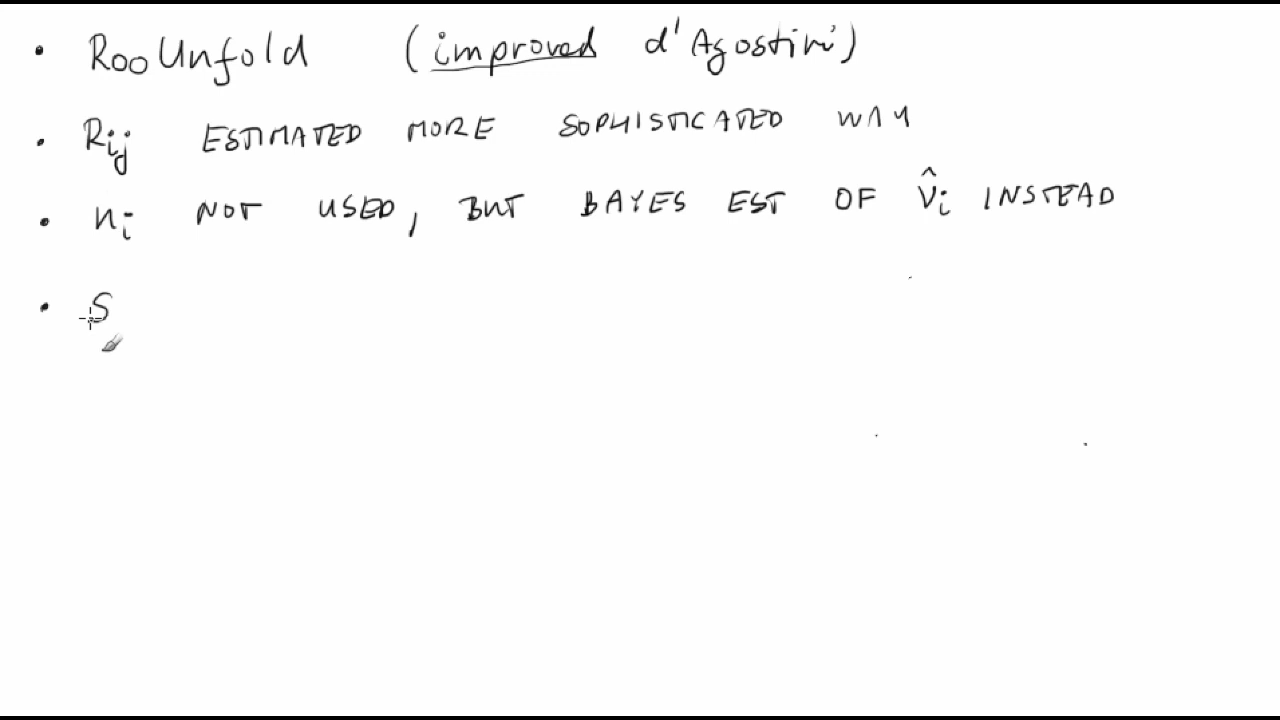 • RooUnfold (improved d'Agostini)
• Rij ESTIMATED MORE SOPHISTICATED WAY
• ni NOT USED, BUT BAYES EST OF ν̂i INSTEAD
• S